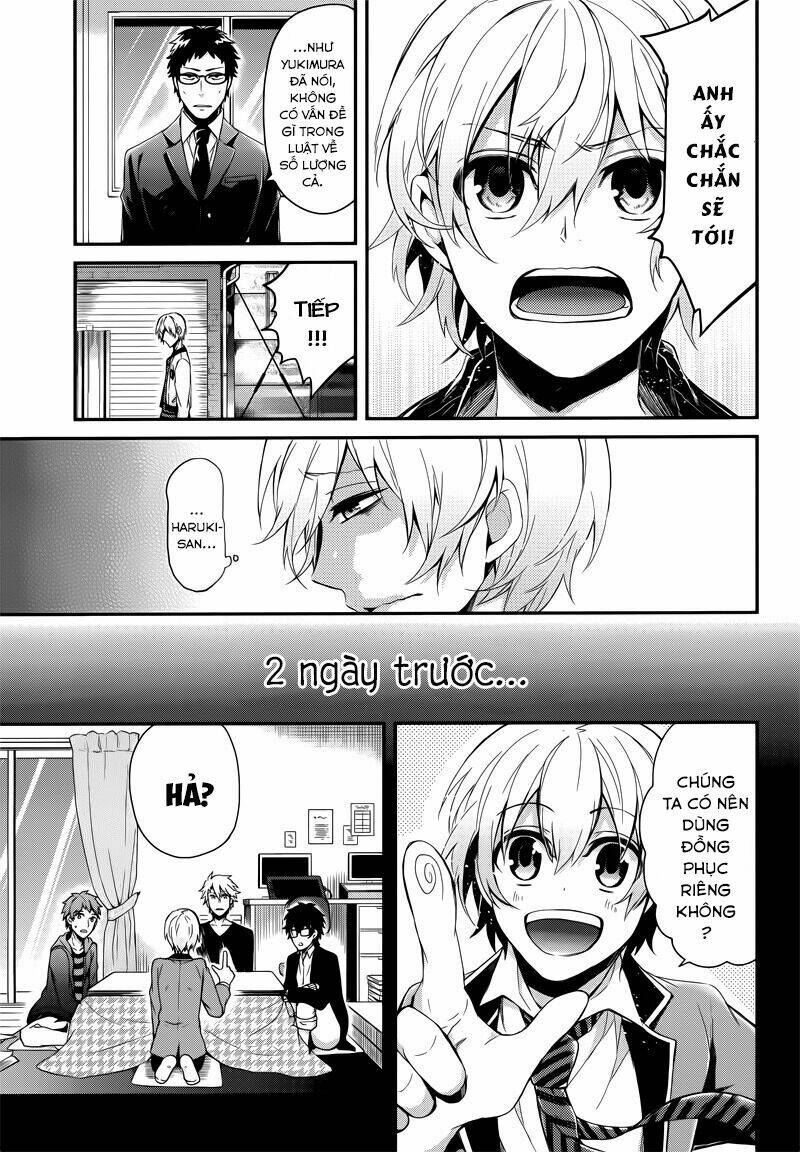 ANH
ẤY
CHẮC
CHẮN
SẼ
TỚI!
...NHƯ
YUKIMURA
ĐÃ NÓI,
KHÔNG
CÓ VẤN ĐỀ
GÌ TRONG
LUẬT VỀ
SỐ LƯỢNG
CẢ.
TIẾP
!!!
...
HARUKI-
SAN...
2 ngày trước...
CHÚNG
TA CÓ NÊN
DÙNG
ĐỒNG
PHỤC
RIÊNG
KHÔNG
?
HẢ?